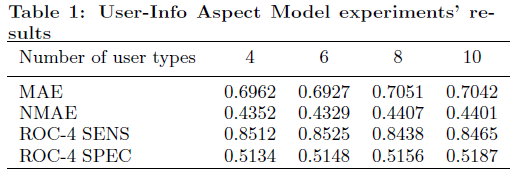 Table 1: User-Info Aspect Model experiments' re-
sults
Number of user types 4 6 8 10
MAE 0.6962 0.6927 0.7051 0.7042
NMAE 0.4352 0.4329 0.4407 0.4401
ROC-4 SENS 0.8512 0.8525 0.8438 0.8465
ROC-4 SPEC 0.5134 0.5148 0.5156 0.5187